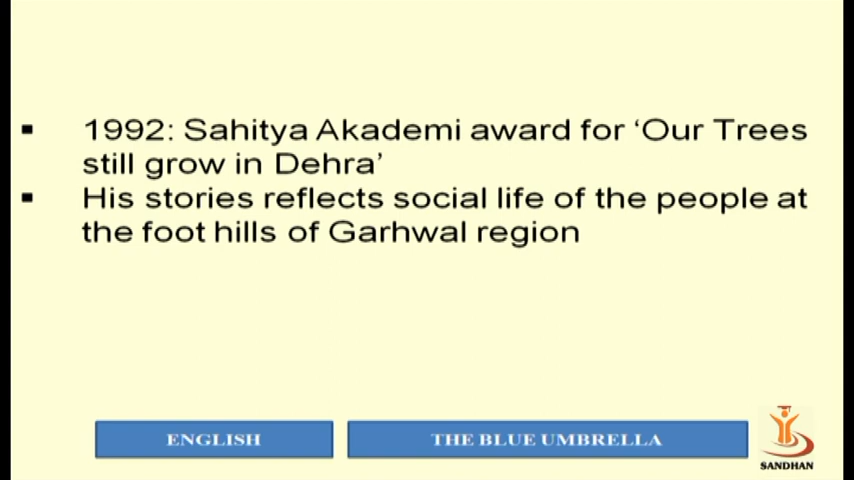 ▪ 1992: Sahitya Akademi award for ‘Our Trees
still grow in Dehra’
▪ His stories reflects social life of the people at
the foot hills of Garhwal region
ENGLISH
THE BLUE UMBRELLA
SANDHAN